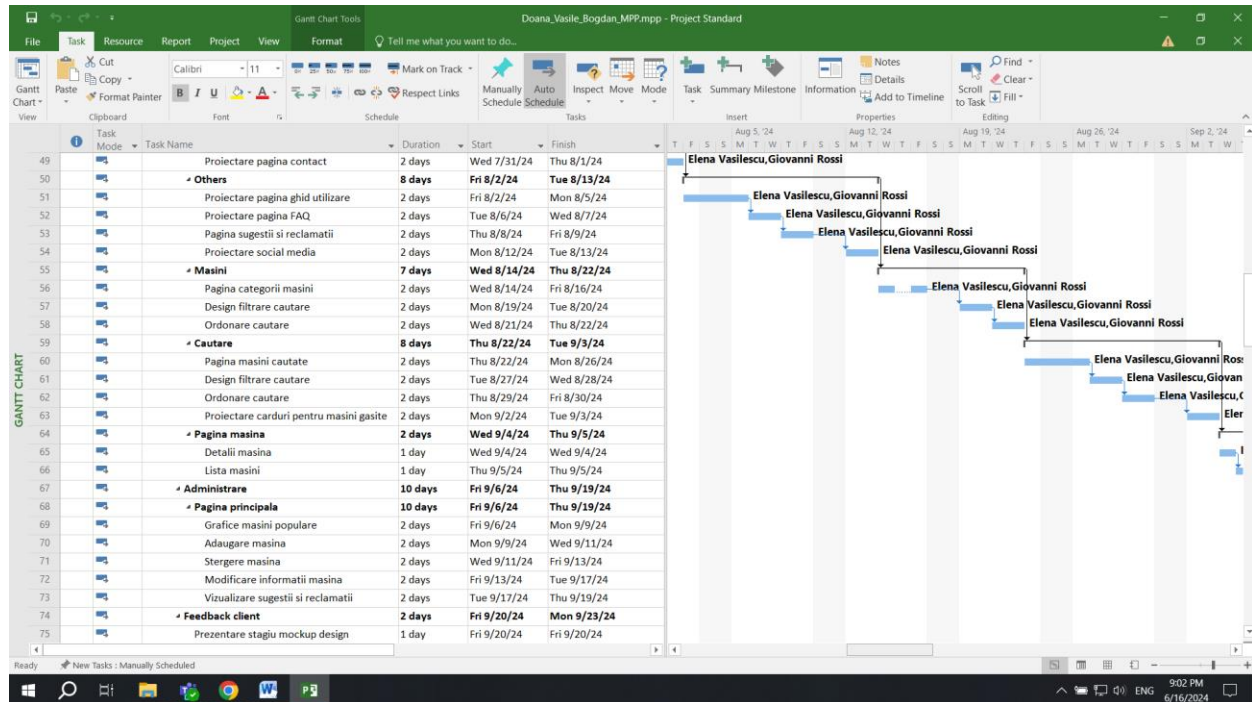 Gantt Chart Tools Doana_Vasile_Bogdan_MPP.mpp - Project Standard
File Task Resource Report Project View Format Tell me what you want to do...
Gantt Chart
View
Paste
Cut
Copy
Format Painter
Clipboard
Calibri 11
B I U A
Font
0% 25% 50% 75% 100%
Mark on Track
Respect Links
Schedule
Manually Schedule
Auto Schedule
Inspect Move Mode
Tasks
Task Summary Milestone
Insert
Information
Notes
Details
Add to Timeline
Properties
Scroll to Task
Find
Clear
Fill
Editing
GANTT CHART
Task Mode Task Name Duration Start Finish
49 Proiectare pagina contact 2 days Wed 7/31/24 Thu 8/1/24
50 Others 8 days Fri 8/2/24 Tue 8/13/24
51 Proiectare pagina ghid utilizare 2 days Fri 8/2/24 Mon 8/5/24
52 Proiectare pagina FAQ 2 days Tue 8/6/24 Wed 8/7/24
53 Pagina sugestii si reclamatii 2 days Thu 8/8/24 Fri 8/9/24
54 Proiectare social media 2 days Mon 8/12/24 Tue 8/13/24
55 Masini 7 days Wed 8/14/24 Thu 8/22/24
56 Pagina categorii masini 2 days Wed 8/14/24 Fri 8/16/24
57 Design filtrare cautare 2 days Mon 8/19/24 Tue 8/20/24
58 Ordonare cautare 2 days Wed 8/21/24 Thu 8/22/24
59 Cautare 8 days Thu 8/22/24 Tue 9/3/24
60 Pagina masini cautate 2 days Thu 8/22/24 Mon 8/26/24
61 Design filtrare cautare 2 days Tue 8/27/24 Wed 8/28/24
62 Ordonare cautare 2 days Thu 8/29/24 Fri 8/30/24
63 Proiectare carduri pentru masini gasite 2 days Mon 9/2/24 Tue 9/3/24
64 Pagina masina 2 days Wed 9/4/24 Thu 9/5/24
65 Detalii masina 1 day Wed 9/4/24 Wed 9/4/24
66 Lista masini 1 day Thu 9/5/24 Thu 9/5/24
67 Administrare 10 days Fri 9/6/24 Thu 9/19/24
68 Pagina principala 10 days Fri 9/6/24 Thu 9/19/24
69 Grafice masini populare 2 days Fri 9/6/24 Mon 9/9/24
70 Adaugare masina 2 days Mon 9/9/24 Wed 9/11/24
71 Stergere masina 2 days Wed 9/11/24 Fri 9/13/24
72 Modificare informatii masina 2 days Fri 9/13/24 Tue 9/17/24
73 Vizualizare sugestii si reclamatii 2 days Tue 9/17/24 Thu 9/19/24
74 Feedback client 2 days Fri 9/20/24 Mon 9/23/24
75 Prezentare stagiu mockup design 1 day Fri 9/20/24 Fri 9/20/24
Aug 5, '24 Aug 12, '24 Aug 19, '24 Aug 26, '24 Sep 2, '24
T F S S M T W T F S S M T W T F S S M T W T F S S M T W T F S S M T W
Elena Vasilescu,Giovanni Rossi
Elena Vasilescu,Giovanni Rossi
Elena Vasilescu,Giovanni Rossi
Elena Vasilescu,Giovanni Rossi
Elena Vasilescu,Giovanni Rossi
Elena Vasilescu,Giovanni Rossi
Elena Vasilescu,Giovanni Rossi
Elena Vasilescu,Giovanni Rossi
Elena Vasilescu,Giovanni Ros
Elena Vasilescu,Giovan
Elena Vasilescu,
Elen
Ready New Tasks : Manually Scheduled
ENG 9:02 PM
6/16/2024